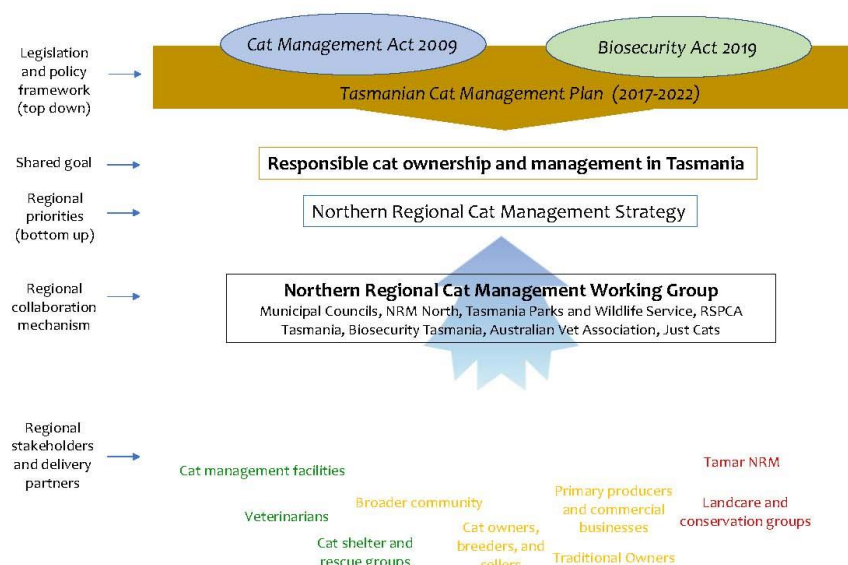 Legislation
and policy
framework
(top down)
Cat Management Act 2009
Biosecurity Act 2019
Tasmanian Cat Management Plan (2017-2022)
Shared goal
Responsible cat ownership and management in Tasmania
Regional
priorities
(bottom up)
Northern Regional Cat Management Strategy
Regional
collaboration
mechanism
Northern Regional Cat Management Working Group
Municipal Councils, NRM North, Tasmania Parks and Wildlife Service, RSPCA
Tasmania, Biosecurity Tasmania, Australian Vet Association, Just Cats
Regional
stakeholders
and delivery
partners
Cat management facilities
Veterinarians
Cat shelter and
rescue groups
Broader community
Cat owners,
breeders, and
sellers
Primary producers
and commercial
businesses
Traditional Owners
Tamar NRM
Landcare and
conservation groups